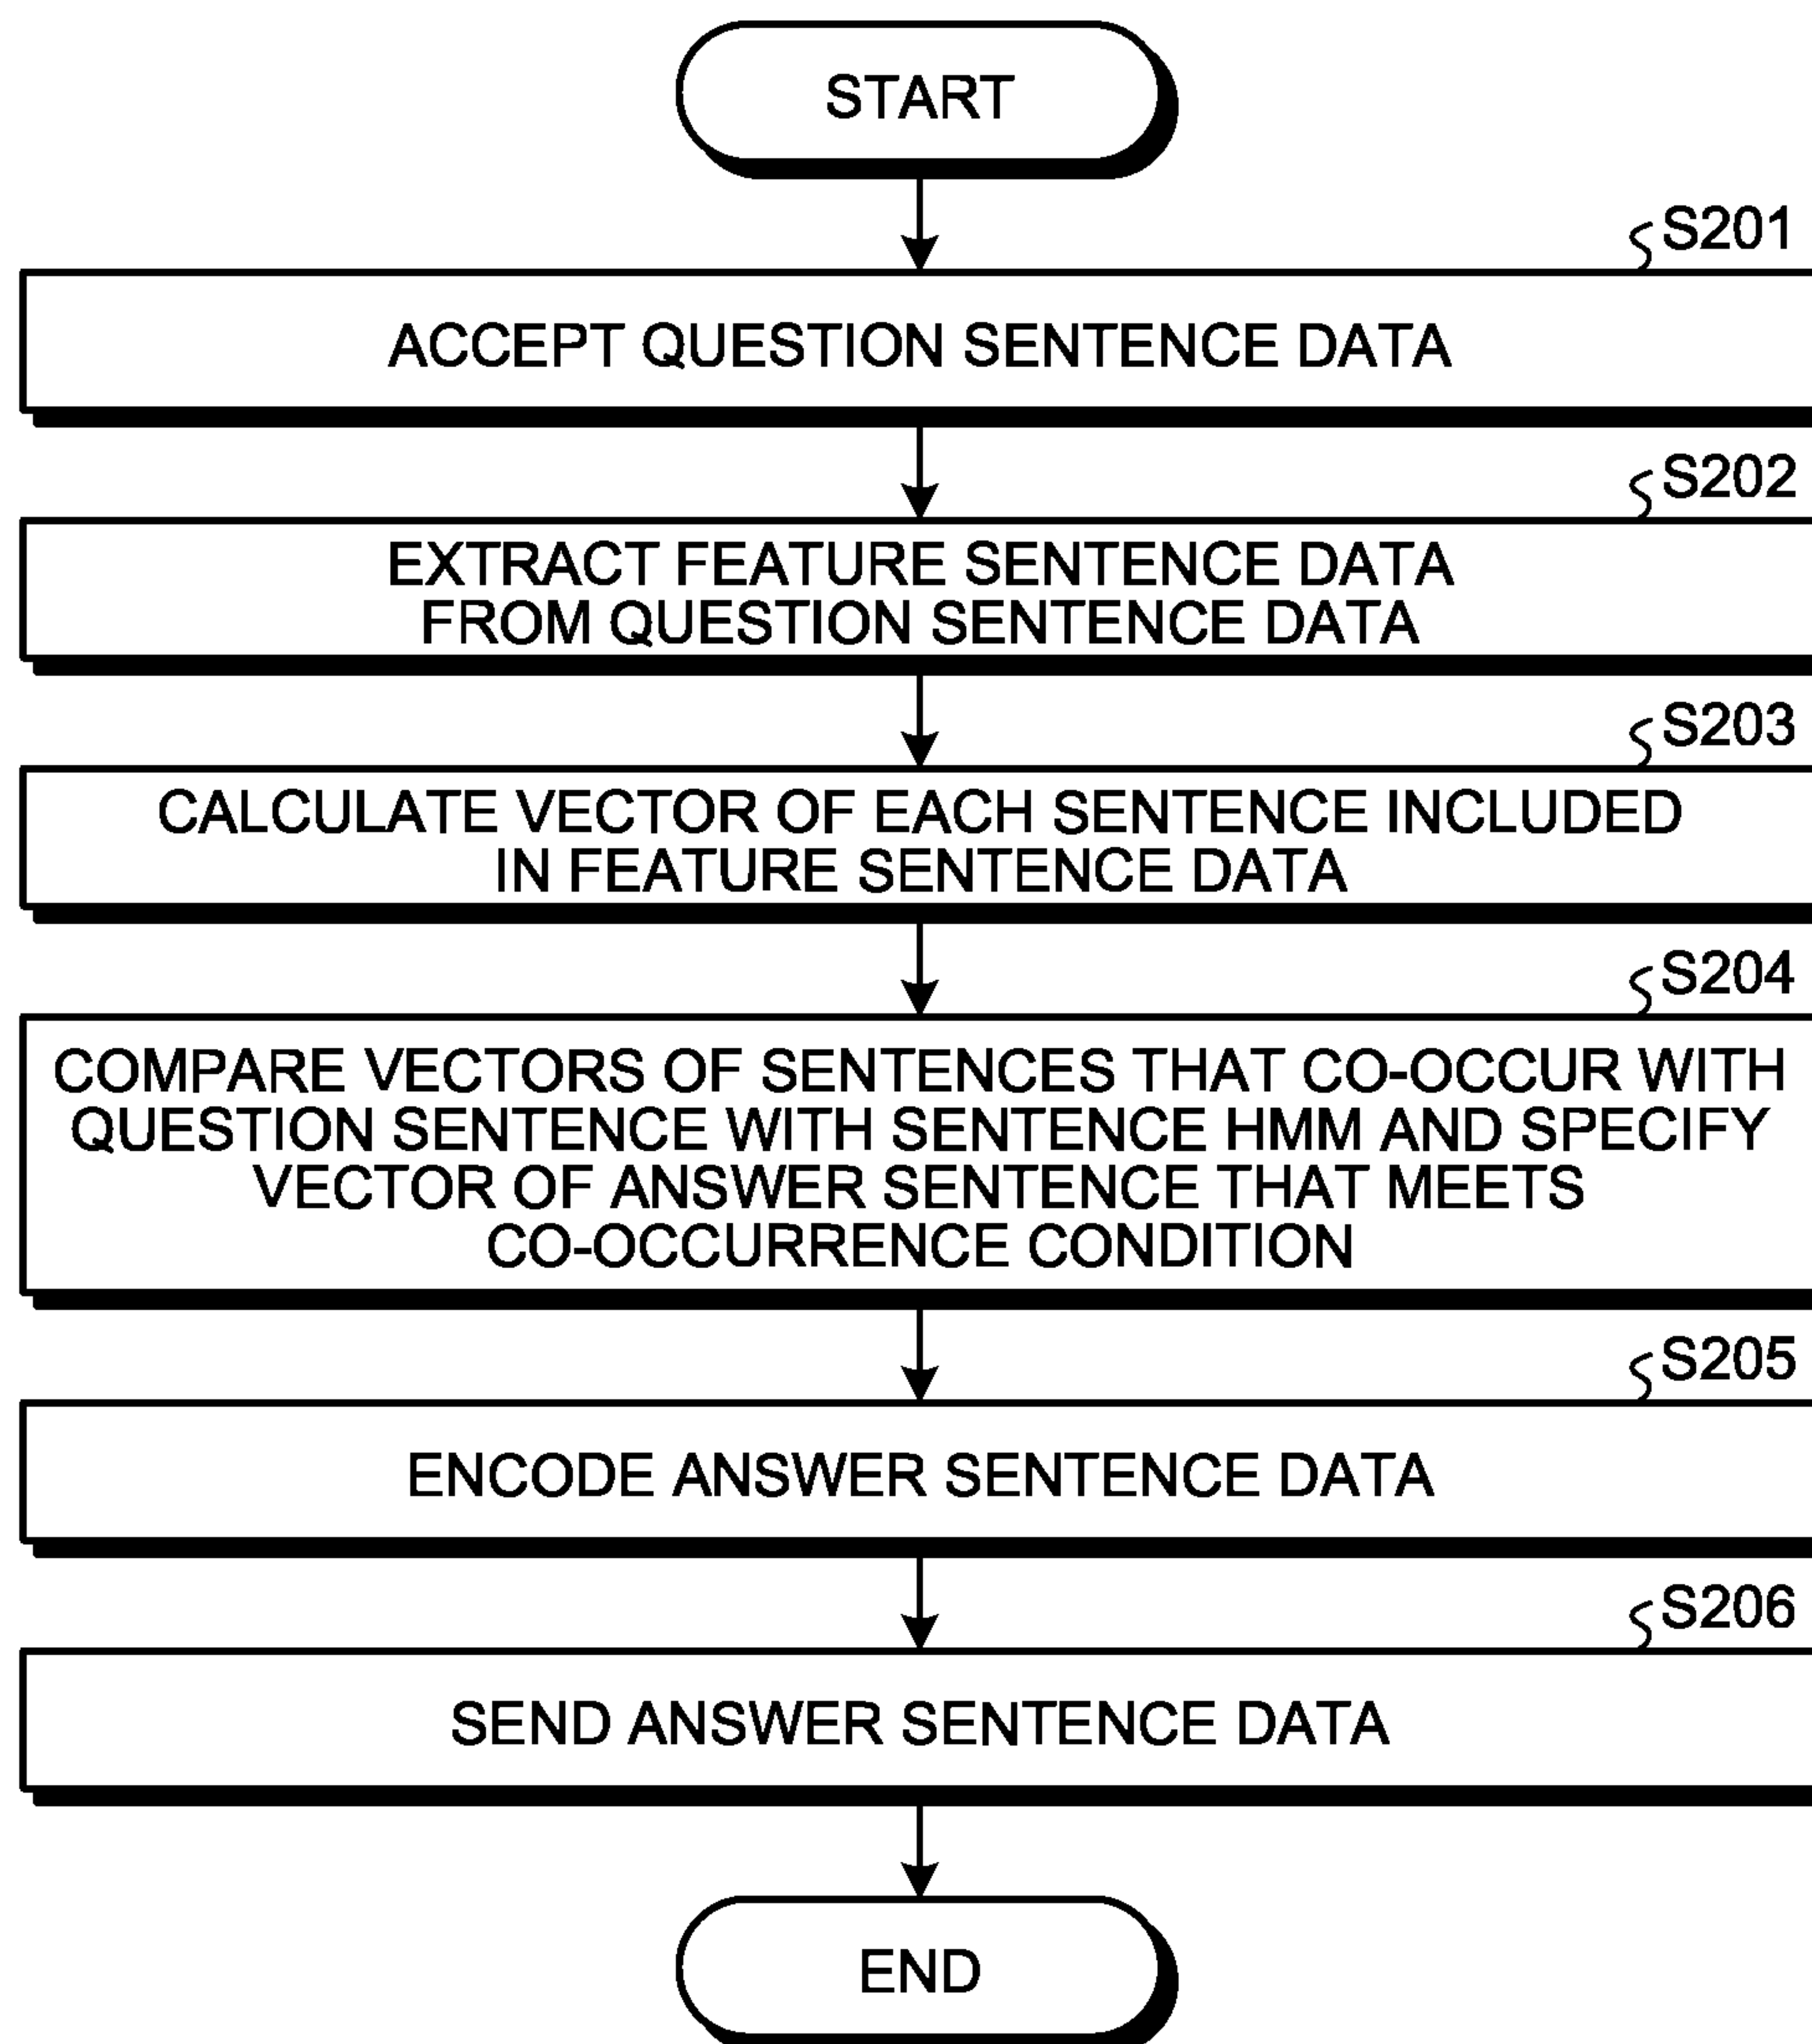 START
S201
ACCEPT QUESTION SENTENCE DATA
S202
EXTRACT FEATURE SENTENCE DATA
FROM QUESTION SENTENCE DATA
S203
CALCULATE VECTOR OF EACH SENTENCE INCLUDED
IN FEATURE SENTENCE DATA
S204
COMPARE VECTORS OF SENTENCES THAT CO-OCCUR WITH
QUESTION SENTENCE WITH SENTENCE HMM AND SPECIFY
VECTOR OF ANSWER SENTENCE THAT MEETS
CO-OCCURRENCE CONDITION
S205
ENCODE ANSWER SENTENCE DATA
S206
SEND ANSWER SENTENCE DATA
END